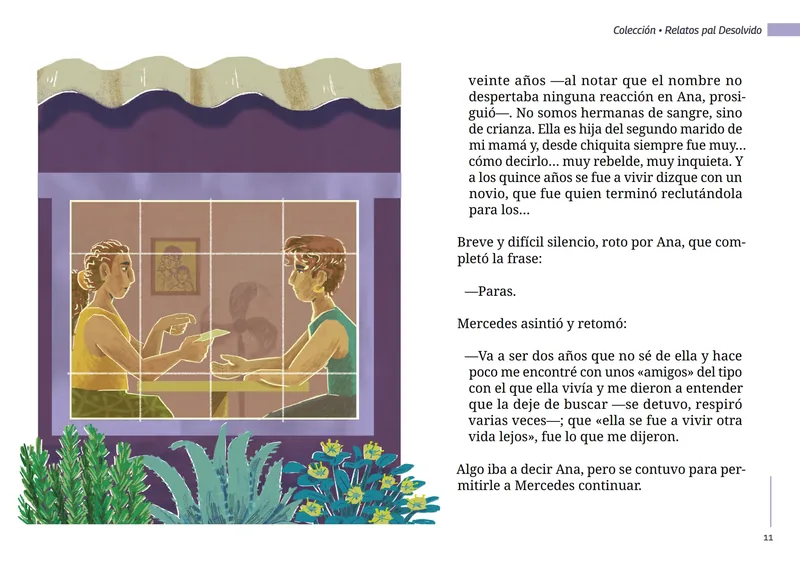 Colección • Relatos pal Desolvido
veinte años —al notar que el nombre no
despertaba ninguna reacción en Ana, prosi-
guió—. No somos hermanas de sangre, sino
de crianza. Ella es hija del segundo marido de
mi mamá y, desde chiquita siempre fue muy...
cómo decirlo... muy rebelde, muy inquieta. Y
a los quince años se fue a vivir dizque con un
novio, que fue quien terminó reclutándola
para los...
Breve y difícil silencio, roto por Ana, que com-
pletó la frase:
—Paras.
Mercedes asintió y retomó:
—Va a ser dos años que no sé de ella y hace
poco me encontré con unos «amigos» del tipo
con el que ella vivía y me dieron a entender
que la deje de buscar —se detuvo, respiró
varias veces—; que «ella se fue a vivir otra
vida lejos», fue lo que me dijeron.
Algo iba a decir Ana, pero se contuvo para per-
mitirle a Mercedes continuar.
11